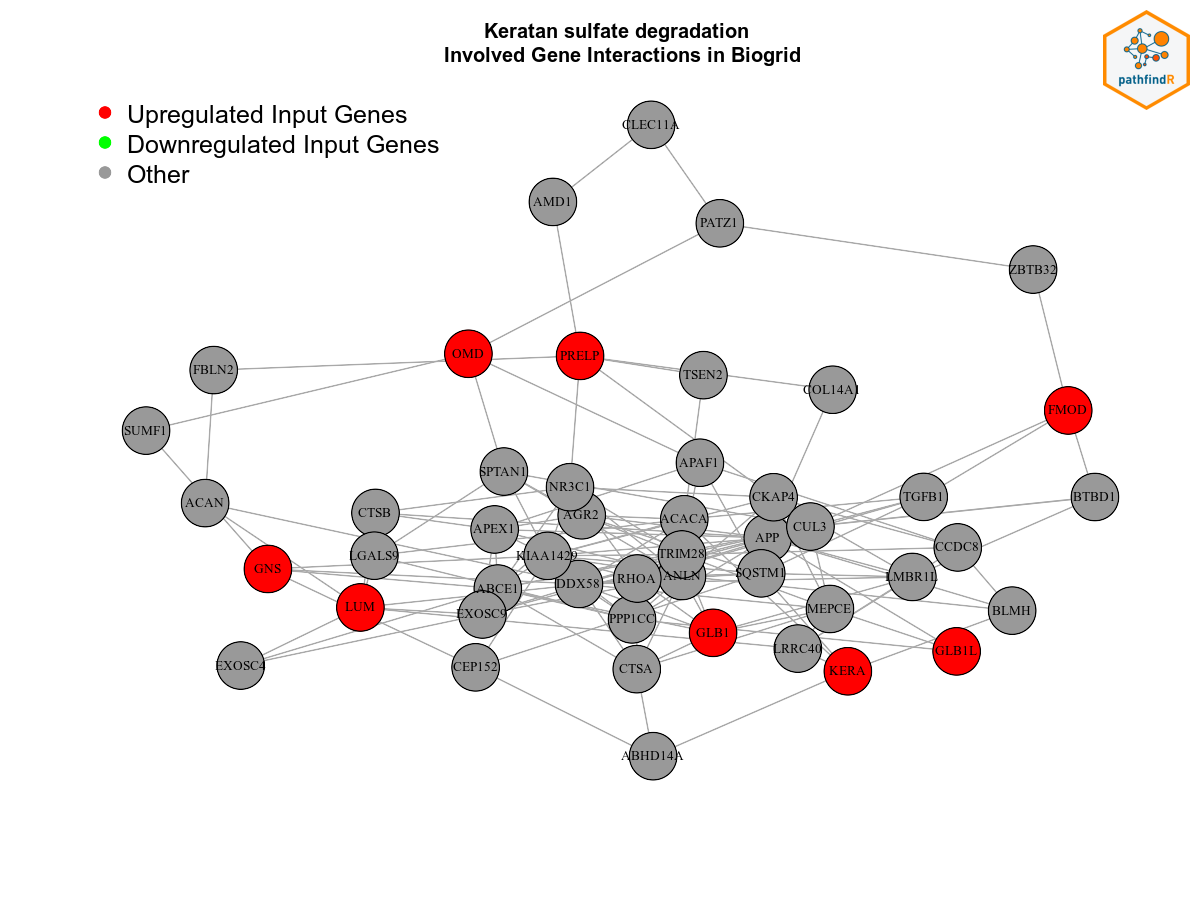 Keratan sulfate degradation
Involved Gene Interactions in Biogrid
pathfindR
Upregulated Input Genes
Downregulated Input Genes
Other
CLEC11A
AMD1
PATZ1
ZBTB32
OMD
PRELP
FBLN2
TSEN2
COL14A1
FMOD
SUMF1
APAF1
SPTAN1
NR3C1
CKAP4
TGFB1
BTBD1
ACAN
CTSB
AGR2
ACACA
CUL3
APEX1
APP
CCDC8
LGALS9
KIAA1429
TRIM28
GNS
SQSTM1
ANLN
LMBR1L
RHOA
DDX58
ABCE1
LUM
EXOSC9
MEPCE
BLMH
PPP1CC
GLB1
LRRC40
GLB1L
EXOSC4
CEP152
CTSA
KERA
ABHD14A